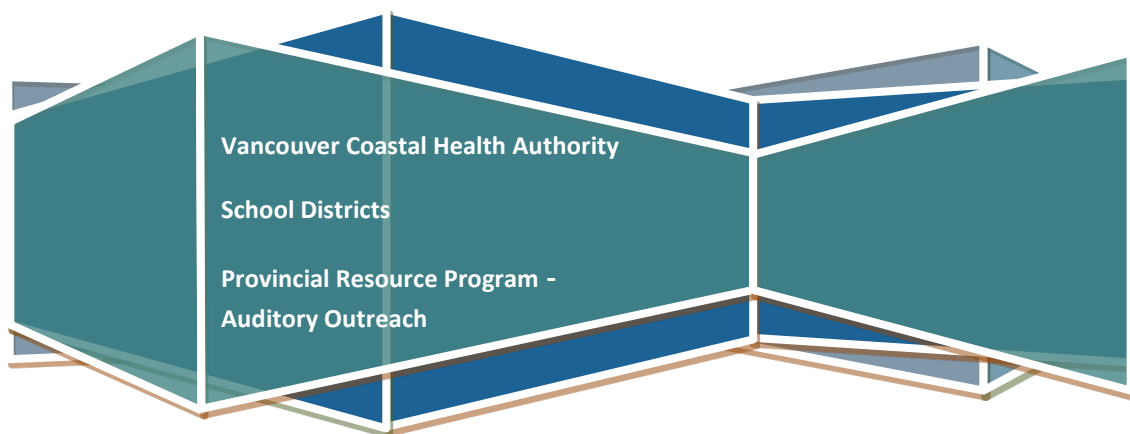 Vancouver Coastal Health Authority
School Districts
Provincial Resource Program -
Auditory Outreach